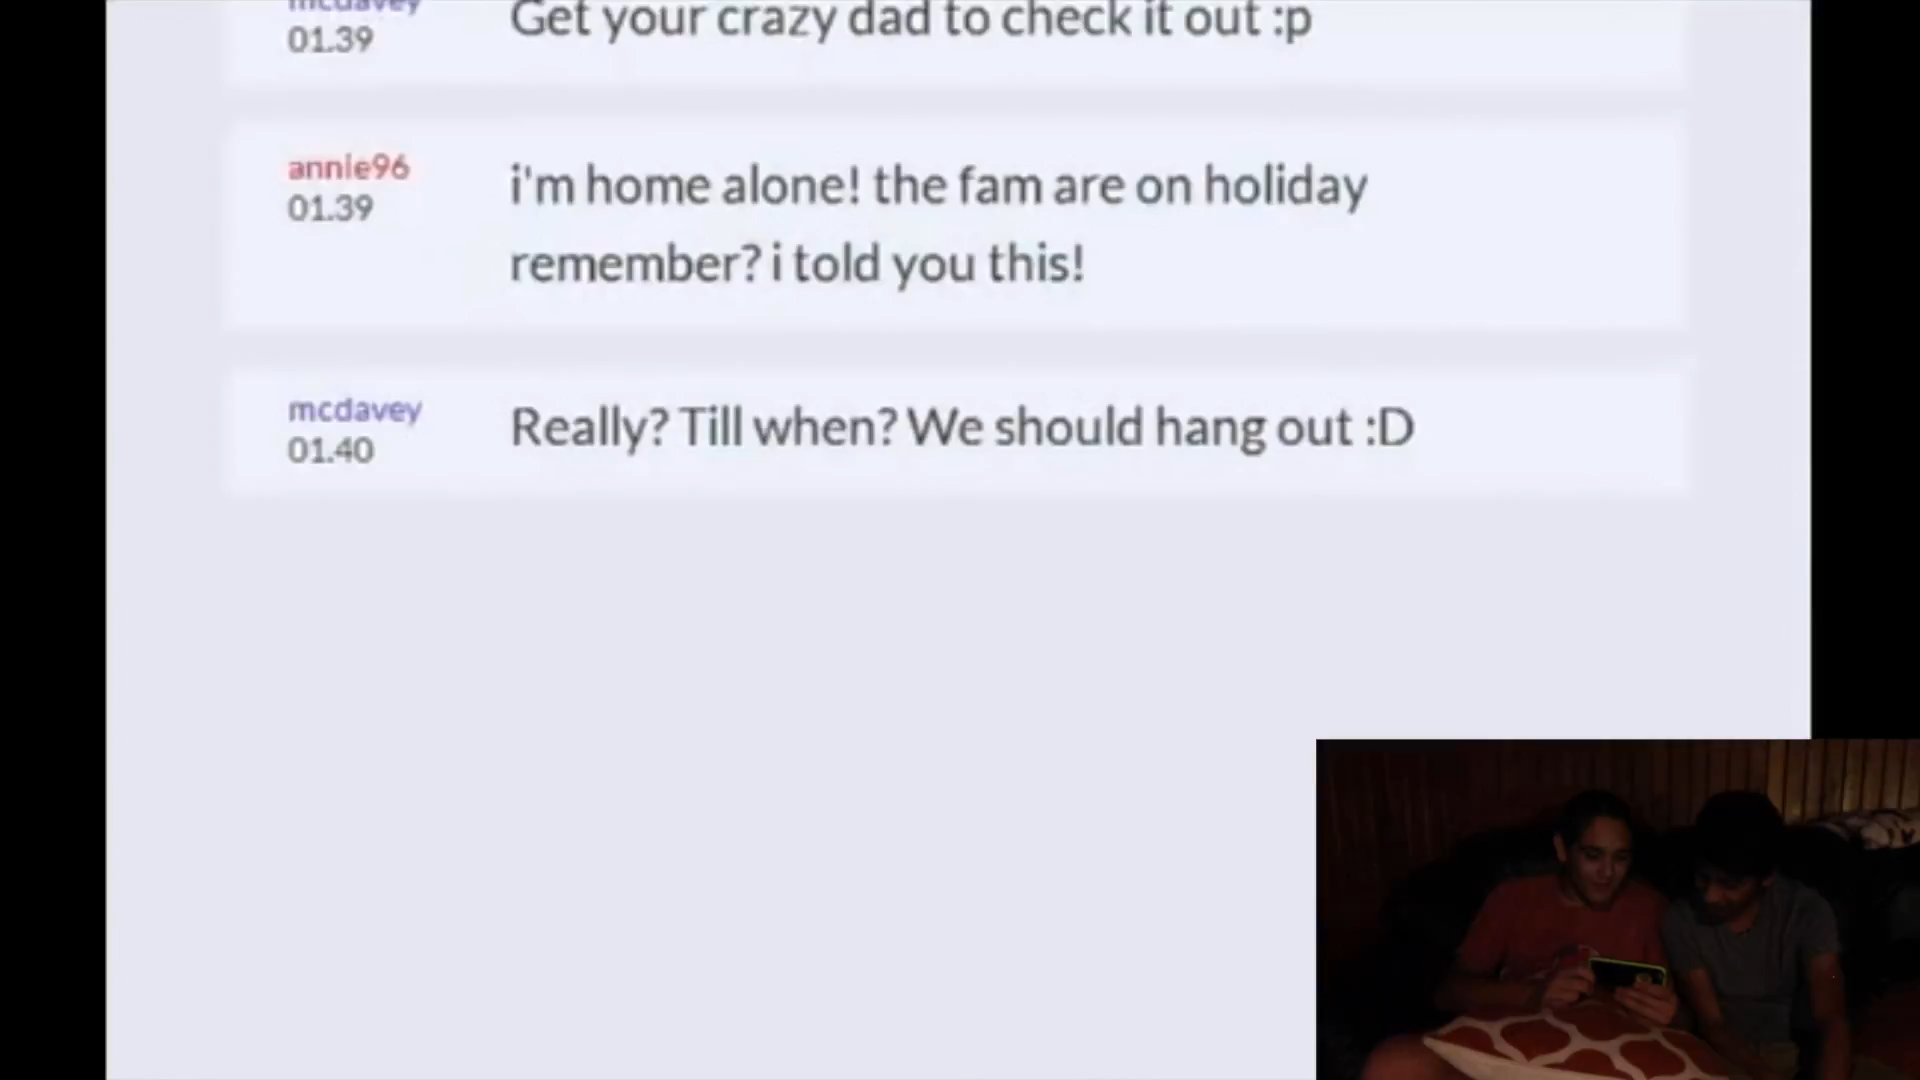 mcdavey
01.39
Get your crazy dad to check it out :p
annie96
01.39
i'm home alone! the fam are on holiday
remember? i told you this!
mcdavey
01.40
Really? Till when? We should hang out :D